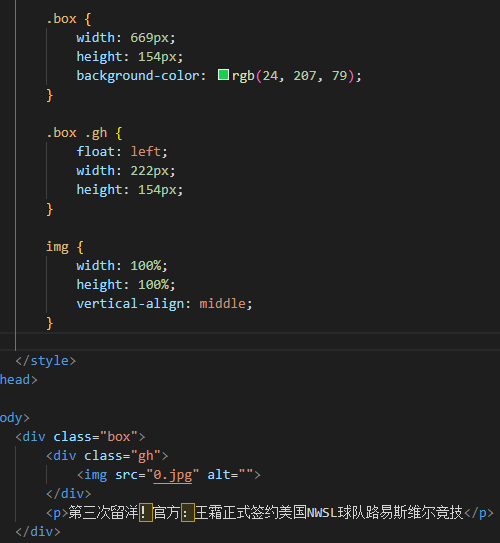 .box {
width: 669px;
height: 154px;
background-color: rgb(24, 207, 79);
}
.box .gh {
float: left;
width: 222px;
height: 154px;
}
img {
width: 100%;
height: 100%;
vertical-align: middle;
}
</style>
head>
ody>
<div class="box">
<div class="gh">
<img src="0.jpg" alt="">
</div>
<p>第三次留洋！官方：王霜正式签约美国NWSL球队路易斯维尔竞技</p>
</div>